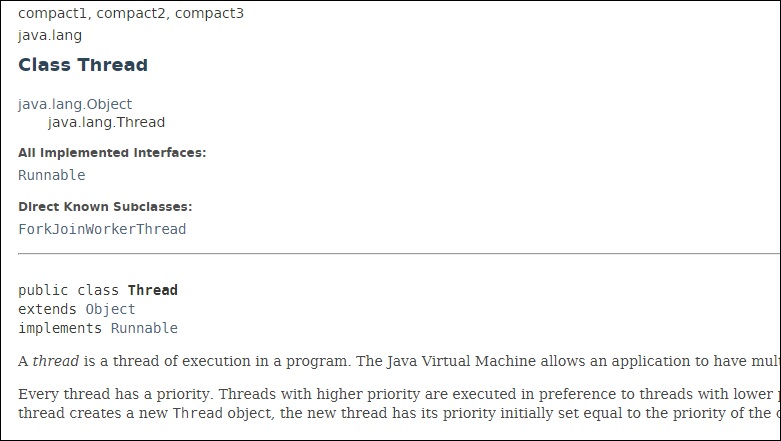 compact1, compact2, compact3
java.lang
Class Thread
java.lang.Object
java.lang.Thread
All Implemented Interfaces:
Runnable
Direct Known Subclasses:
ForkJoinWorkerThread
public class Thread
extends Object
implements Runnable
A thread is a thread of execution in a program. The Java Virtual Machine allows an application to have mul
Every thread has a priority. Threads with higher priority are executed in preference to threads with lower
thread creates a new Thread object, the new thread has its priority initially set equal to the priority of the